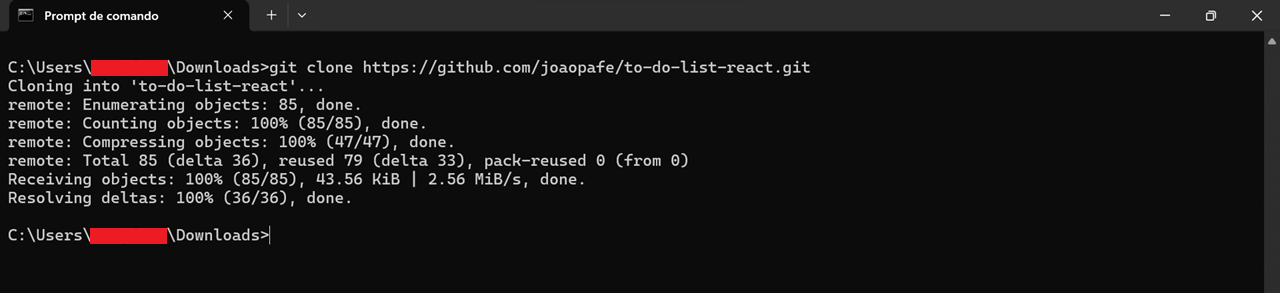 Prompt de comando
C:\Users\ \Downloads>git clone https://github.com/joaopafe/to-do-list-react.git
Cloning into 'to-do-list-react'...
remote: Enumerating objects: 85, done.
remote: Counting objects: 100% (85/85), done.
remote: Compressing objects: 100% (47/47), done.
remote: Total 85 (delta 36), reused 79 (delta 33), pack-reused 0 (from 0)
Receiving objects: 100% (85/85), 43.56 KiB | 2.56 MiB/s, done.
Resolving deltas: 100% (36/36), done.
C:\Users\ \Downloads>